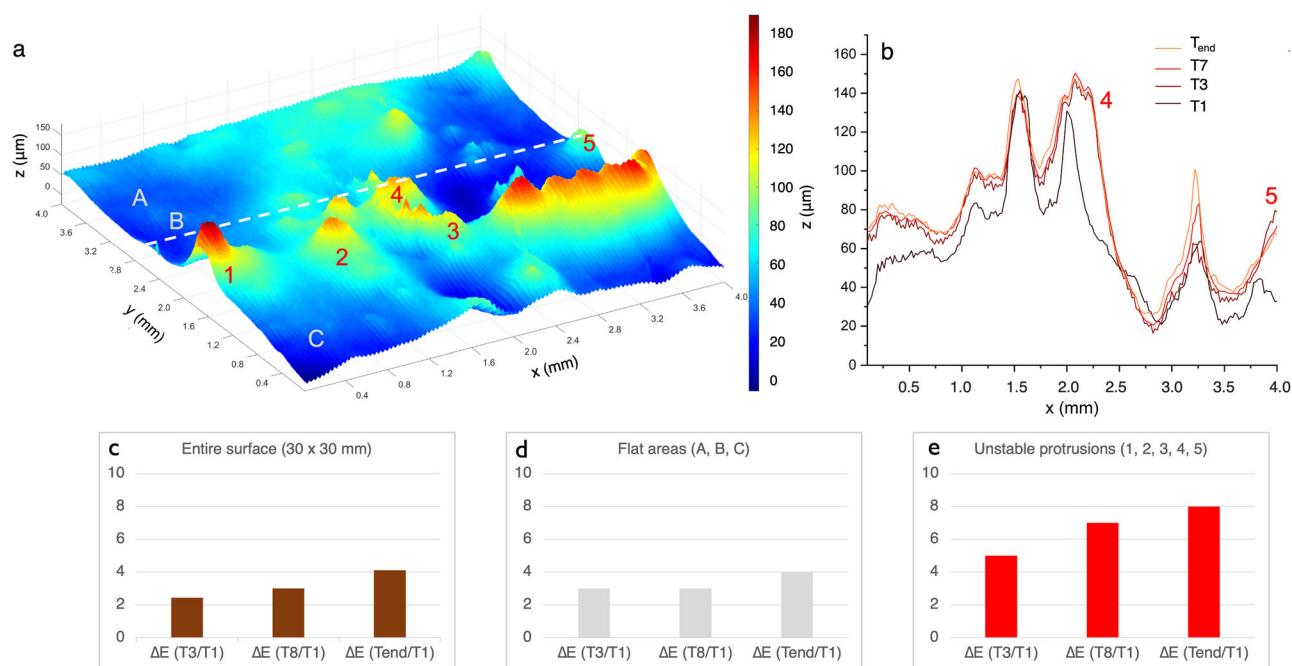 a
z (µm)
150
100
50
0
4.0
3.6
3.2
2.8
2.4
2.0
1.6
1.2
0.8
0.4
y (mm)
0.4
0.8
1.2
1.6
2.0
2.4
2.8
3.2
3.6
4.0
x (mm)
A
B
C
1
2
3
4
5
180
160
140
120
100
80
60
40
20
0
z (µm)
b
160
140
120
100
80
60
40
20
0
0.5
1.0
1.5
2.0
2.5
3.0
3.5
4.0
x (mm)
Tend
T7
T3
T1
4
5
c
Entire surface (30 x 30 mm)
10
8
6
4
2
0
ΔE (T3/T1)
ΔE (T8/T1)
ΔE (Tend/T1)
d
Flat areas (A, B, C)
10
8
6
4
2
0
ΔE (T3/T1)
ΔE (T8/T1)
ΔE (Tend/T1)
e
Unstable protrusions (1, 2, 3, 4, 5)
10
8
6
4
2
0
ΔE (T3/T1)
ΔE (T8/T1)
ΔE (Tend/T1)